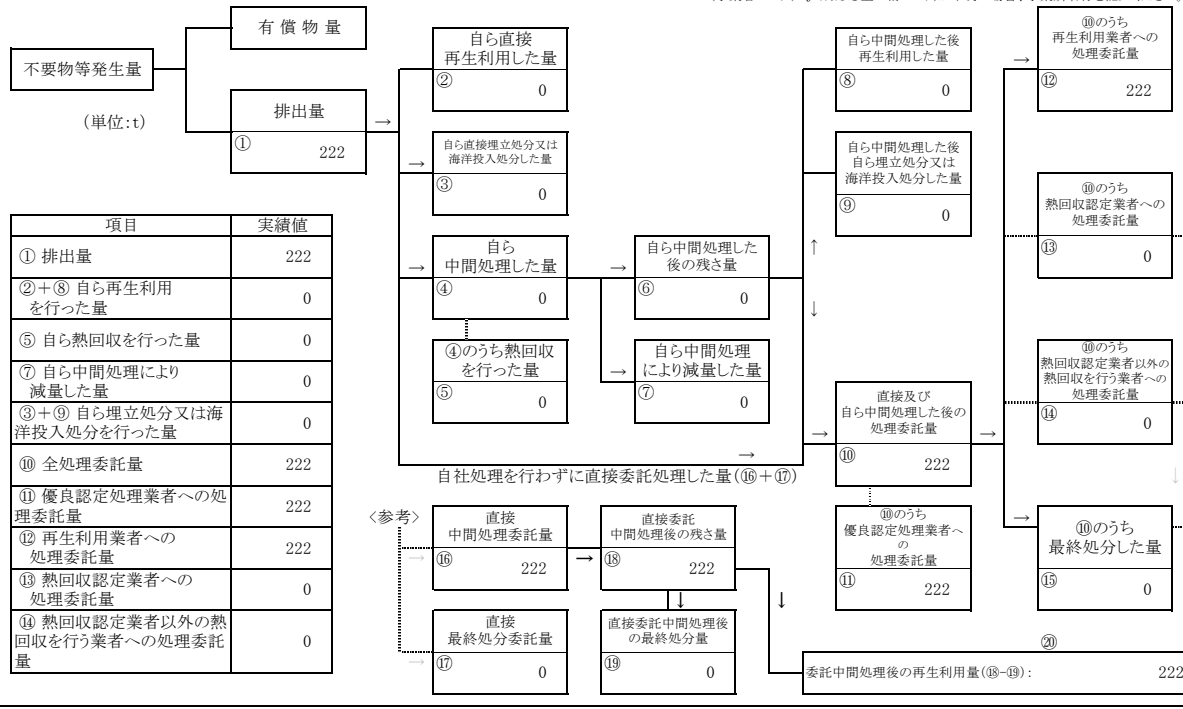 有 償 物 量
不要物等発生量
(単位:t)
排出量
①
222
→
自ら直接
再生利用した量
②
0
→
自ら直接埋立処分又は
海洋投入処分した量
③
0
→
自ら
中間処理した量
④
0
④のうち熱回収
を行った量
⑤
0
→
自ら中間処理した
後の残さ量
⑥
0
→
自ら中間処理
により減量した量
⑦
0
自ら中間処理した後
再生利用した量
⑧
0
自ら中間処理した後
自ら埋立処分又は
海洋投入処分した量
⑨
0
↑
↓
→
直接及び
自ら中間処理した後の
処理委託量
⑩
222
→
⑩のうち
優良認定処理業者へ
の
処理委託量
⑪
222
→
⑩のうち
再生利用業者への
処理委託量
⑫
222
⑩のうち
熱回収認定業者への
処理委託量
⑬
0
⑩のうち
熱回収認定業者以外の
熱回収を行う業者への
処理委託量
⑭
0
↓
→
⑩のうち
最終処分した量
⑮
0
→
自社処理を行わずに直接委託処理した量(⑯+⑰)
〈参考〉
→
直接
中間処理委託量
⑯
222
→
直接委託
中間処理後の残さ量
⑱
222
↓
↓
→
直接
最終処分委託量
⑰
0
直接委託中間処理後
の最終処分量
⑲
0
⑳
委託中間処理後の再生利用量(⑱-⑲): 222
項目 実績値
① 排出量 222
②+⑧ 自ら再生利用
を行った量 0
⑤ 自ら熱回収を行った量 0
⑦ 自ら中間処理により
減量した量 0
③+⑨ 自ら埋立処分又は海
洋投入処分を行った量 0
⑩ 全処理委託量 222
⑪ 優良認定処理業者への処
理委託量 222
⑫ 再生利用業者への
処理委託量 222
⑬ 熱回収認定業者への
処理委託量 0
⑭ 熱回収認定業者以外の熱
回収を行う業者への処理委託
量 0